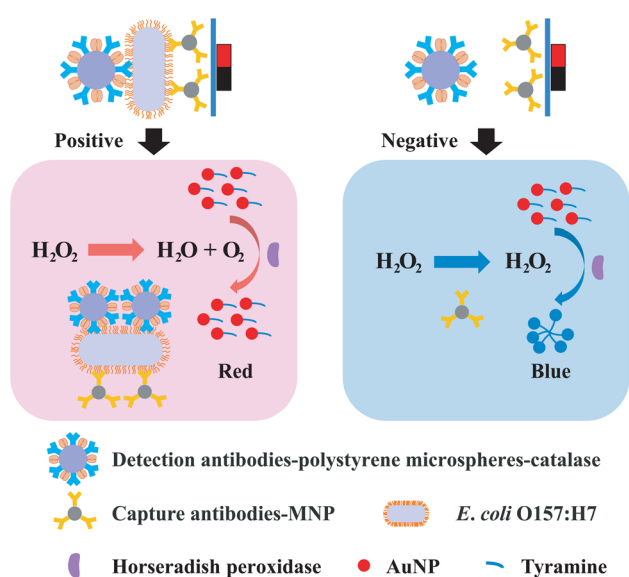 Positive
Negative
H₂O₂
H₂O + O₂
Red
H₂O₂
H₂O₂
Blue
Detection antibodies-polystyrene microspheres-catalase
Capture antibodies-MNP
E. coli O157:H7
Horseradish peroxidase
AuNP
Tyramine